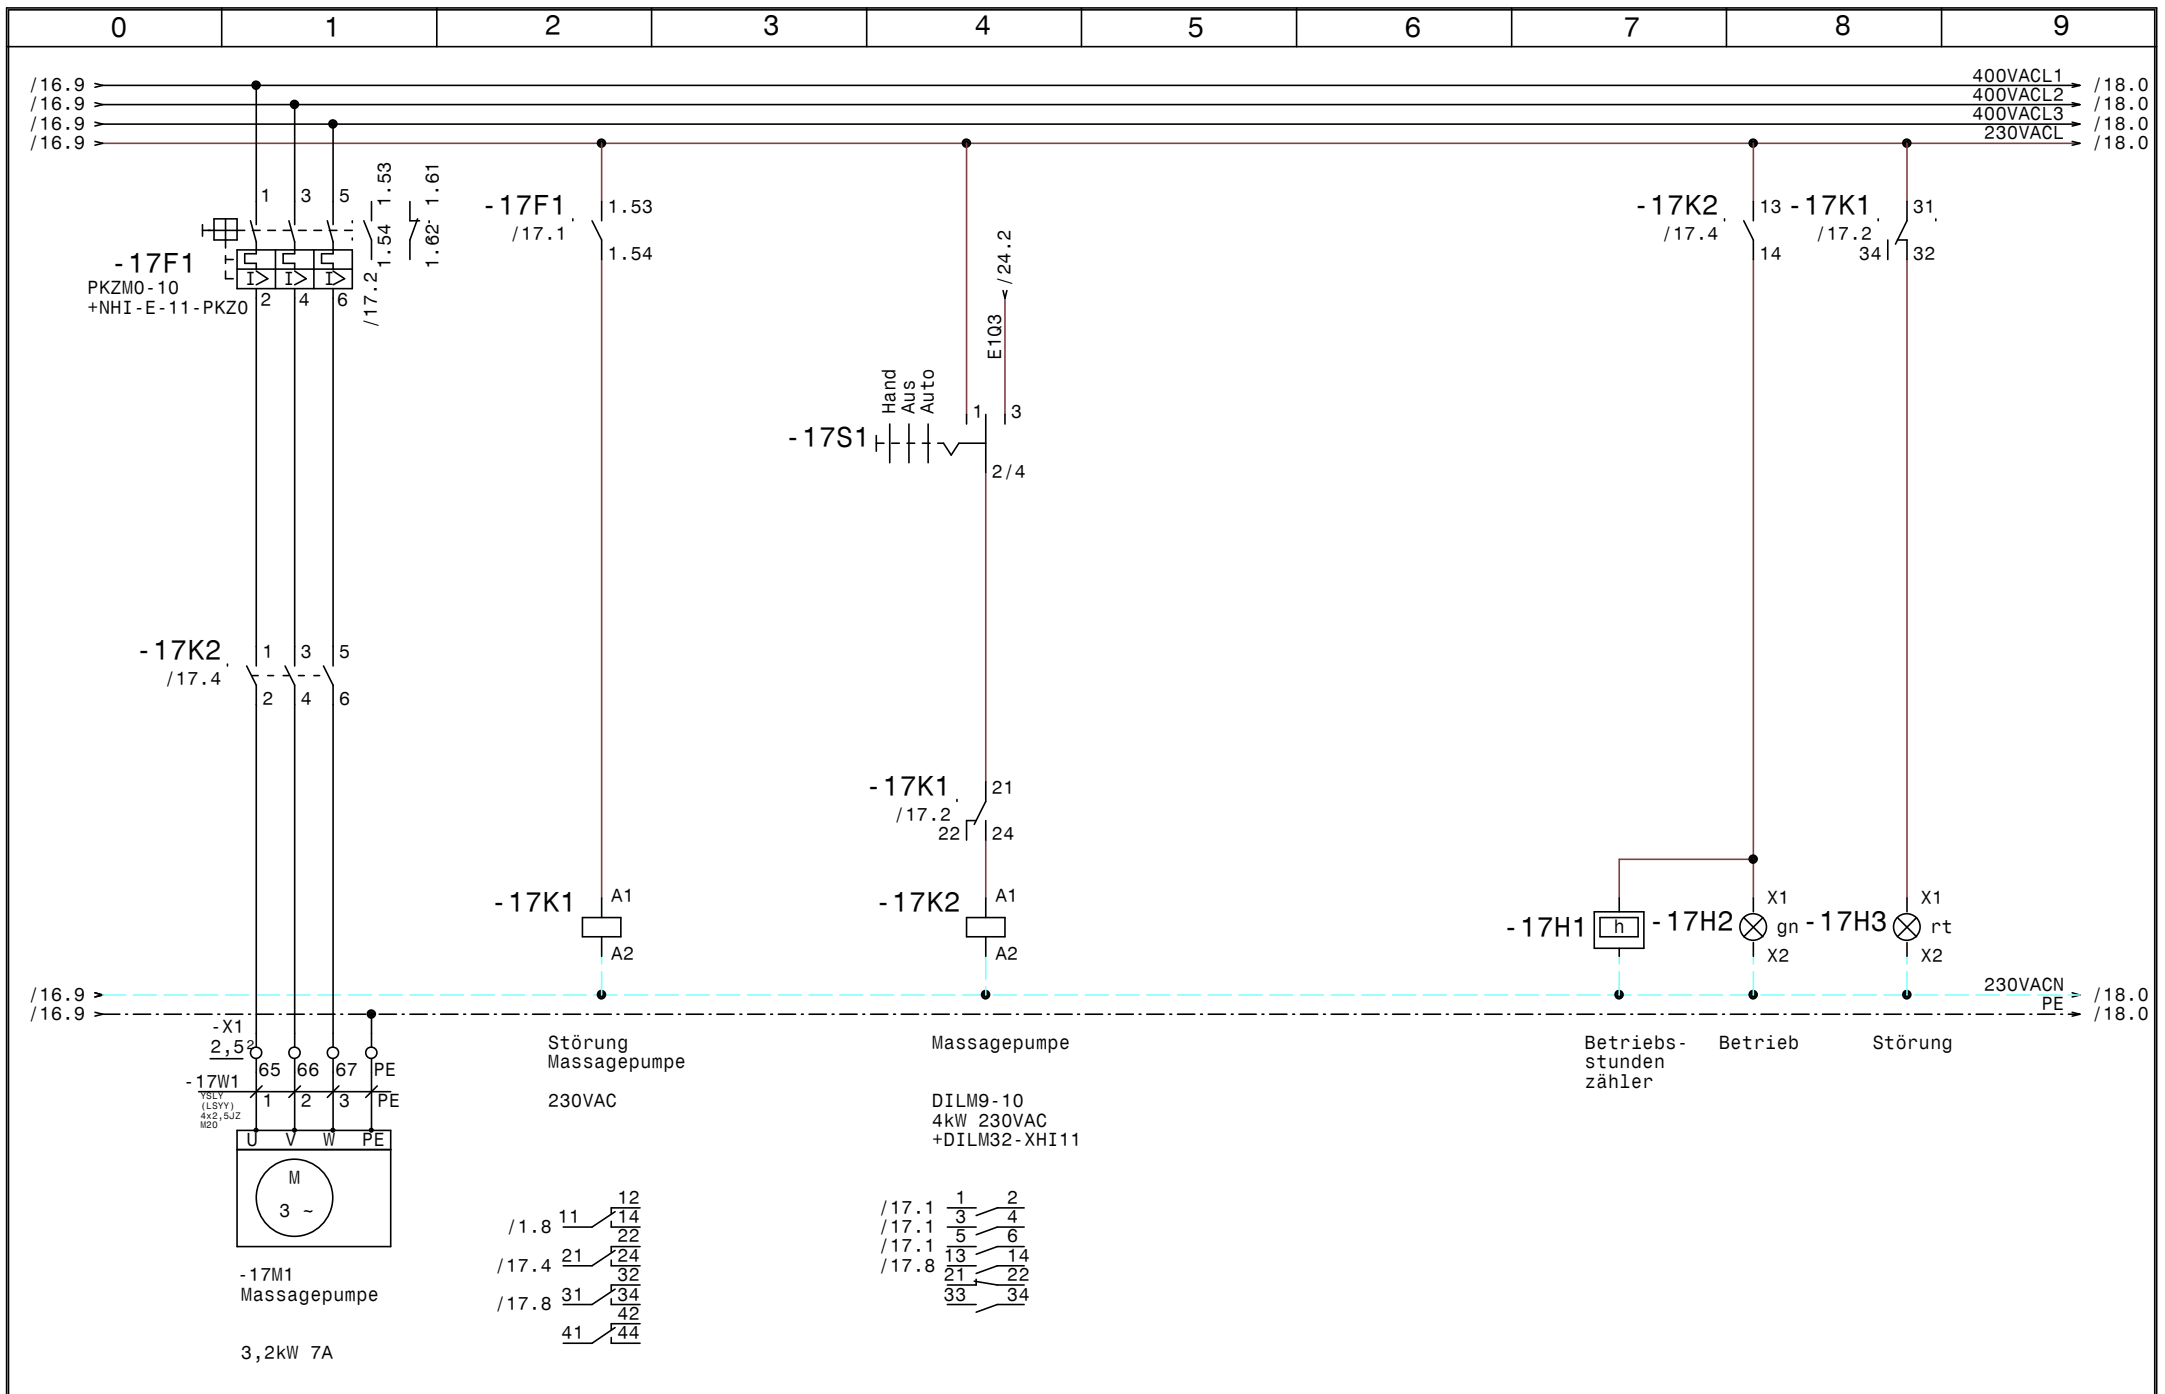 0 1 2 3 4 5 6 7 8 9
/16.9 400VACL1 /18.0
/16.9 400VACL2 /18.0
/16.9 400VACL3 /18.0
/16.9 230VACL /18.0
1 3 5
1.53
1.54
/17.2
1.61
1.62
-17F1
PKZM0-10
+NHI-E-11-PKZ0
I> I> I>
2 4 6
-17F1
/17.1
1.53
1.54
/24.2
E1Q3
Hand
Aus
Auto
-17S1
1 3
2/4
-17K2
/17.4
13
14
-17K1
/17.2
31
34 32
-17K2
/17.4
1 3 5
2 4 6
-17K1
/17.2
21
22 24
-17K1
A1
A2
-17K2
A1
A2
-17H1
h
-17H2
X1
gn
X2
-17H3
X1
rt
X2
/16.9 230VACN /18.0
/16.9 PE /18.0
-X1
2,5²
65 66 67 PE
-17W1
YSLY
(LSYY)
4x2,5JZ
M20
1 2 3 PE
U V W PE
M
3 ~
-17M1
Massagepumpe
3,2kW 7A
Störung
Massagepumpe
230VAC
12
/1.8 11 14
22
/17.4 21 24
32
/17.8 31 34
42
41 44
Massagepumpe
DILM9-10
4kW 230VAC
+DILM32-XHI11
/17.1 1 2
/17.1 3 4
/17.1 5 6
/17.8 13 14
21 22
33 34
Betriebs-
stunden
zähler
Betrieb
Störung